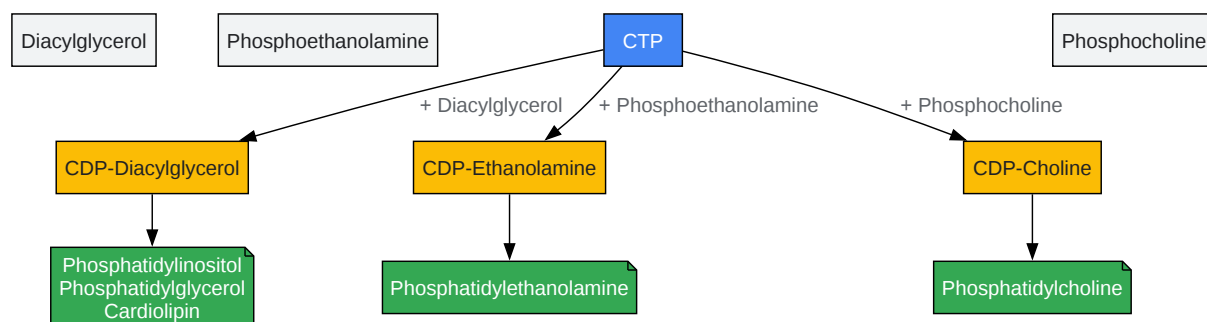 Diacylglycerol
Phosphoethanolamine
CTP
Phosphocholine
+ Diacylglycerol
+ Phosphoethanolamine
+ Phosphocholine
CDP-Diacylglycerol
CDP-Ethanolamine
CDP-Choline
Phosphatidylinositol
Phosphatidylglycerol
Cardiolipin
Phosphatidylethanolamine
Phosphatidylcholine